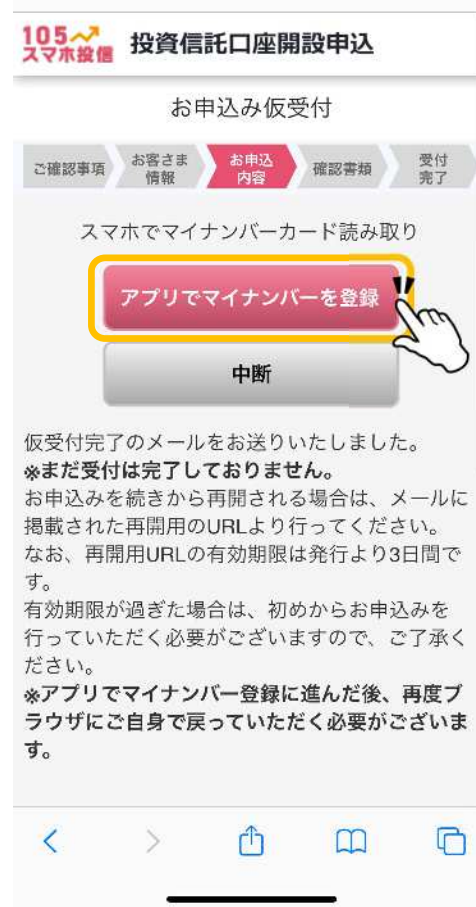 105
スマホ投信
投資信託口座開設申込
お申込み仮受付
ご確認事項
お客さま
情報
お申込
内容
確認書類
受付
完了
スマホでマイナンバーカード読み取り
アプリでマイナンバーを登録
中断
仮受付完了のメールをお送りいたしました。
※まだ受付は完了しておりません。
お申込みを続きから再開される場合は、メールに
掲載された再開用のURLより行ってください。
なお、再開用URLの有効期限は発行より3日間で
す。
有効期限が過ぎた場合は、初めからお申込みを
行っていただく必要がございますので、ご了承く
ださい。
※アプリでマイナンバー登録に進んだ後、再度ブ
ラウザにご自身で戻っていただく必要がございま
す。